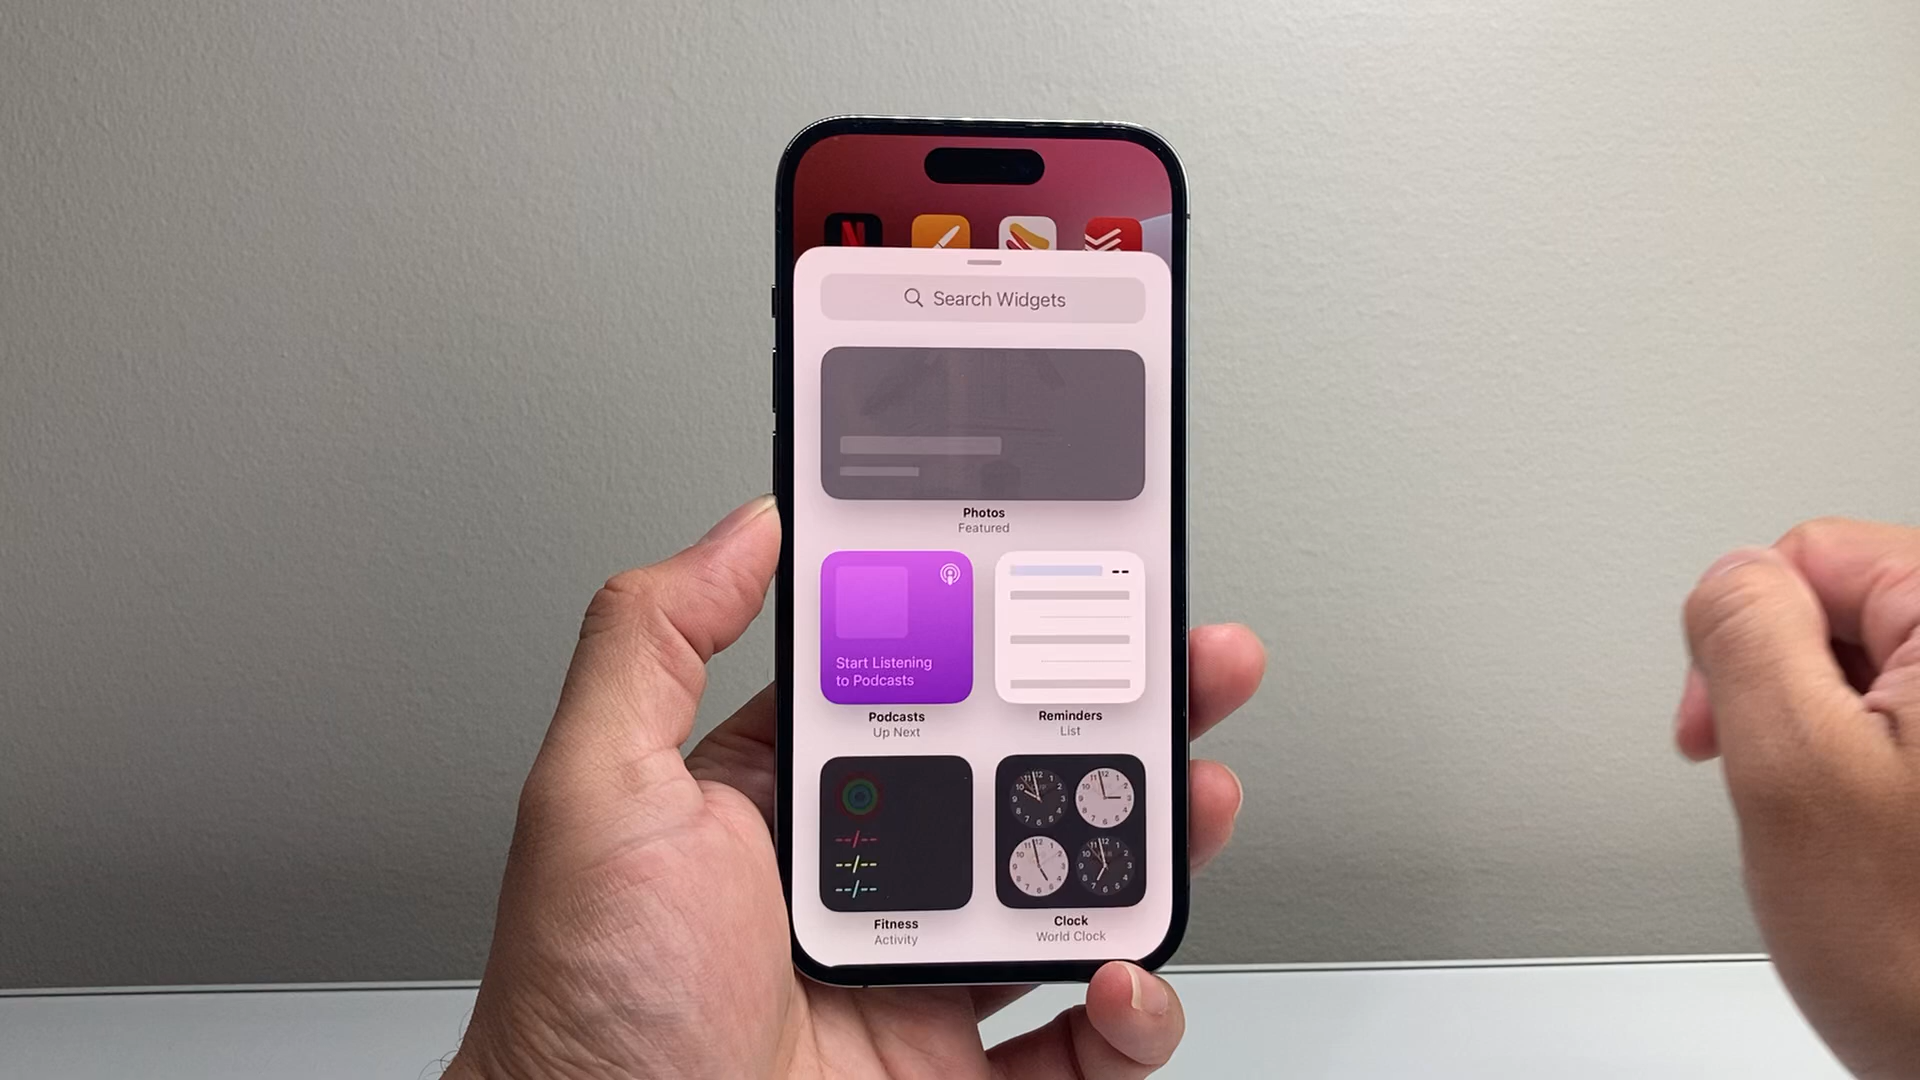 N
Search Widgets
Photos
Featured
Start Listening
to Podcasts
Podcasts
Up Next
Reminders
List
--/--
--/--
--/--
Fitness
Activity
Clock
World Clock